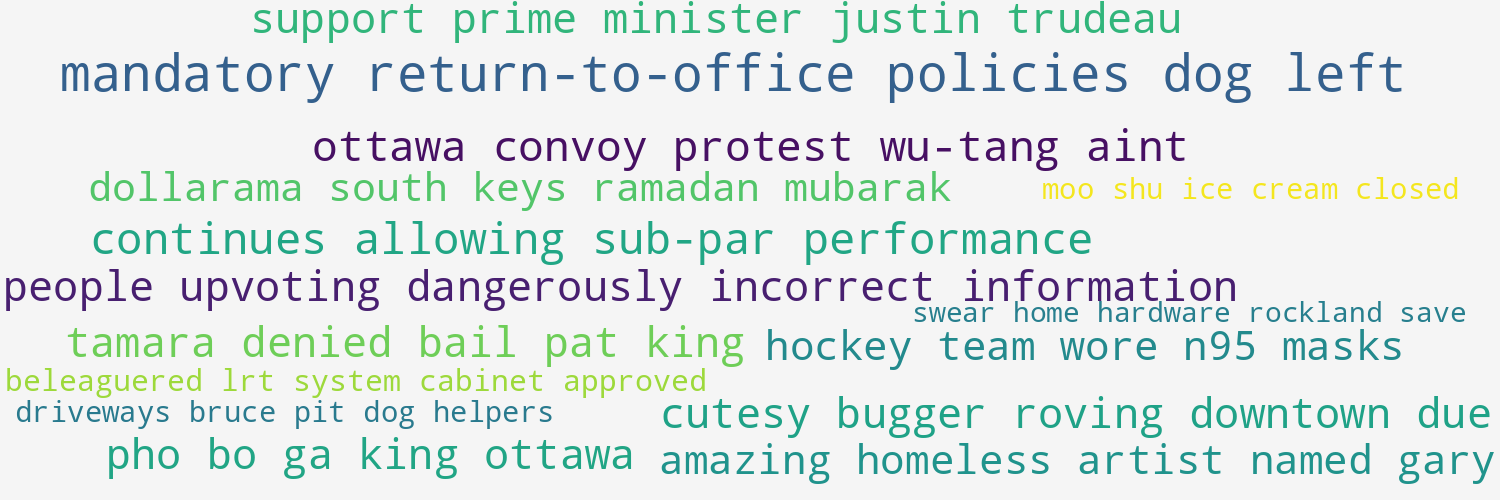 support prime minister justin trudeau
mandatory return-to-office policies dog left
ottawa convoy protest wu-tang aint
dollarama south keys ramadan mubarak
moo shu ice cream closed
continues allowing sub-par performance
people upvoting dangerously incorrect information
swear home hardware rockland save
tamara denied bail pat king
hockey team wore n95 masks
beleaguered lrt system cabinet approved
driveways bruce pit dog helpers
cutesy bugger roving downtown due
pho bo ga king ottawa
amazing homeless artist named gary